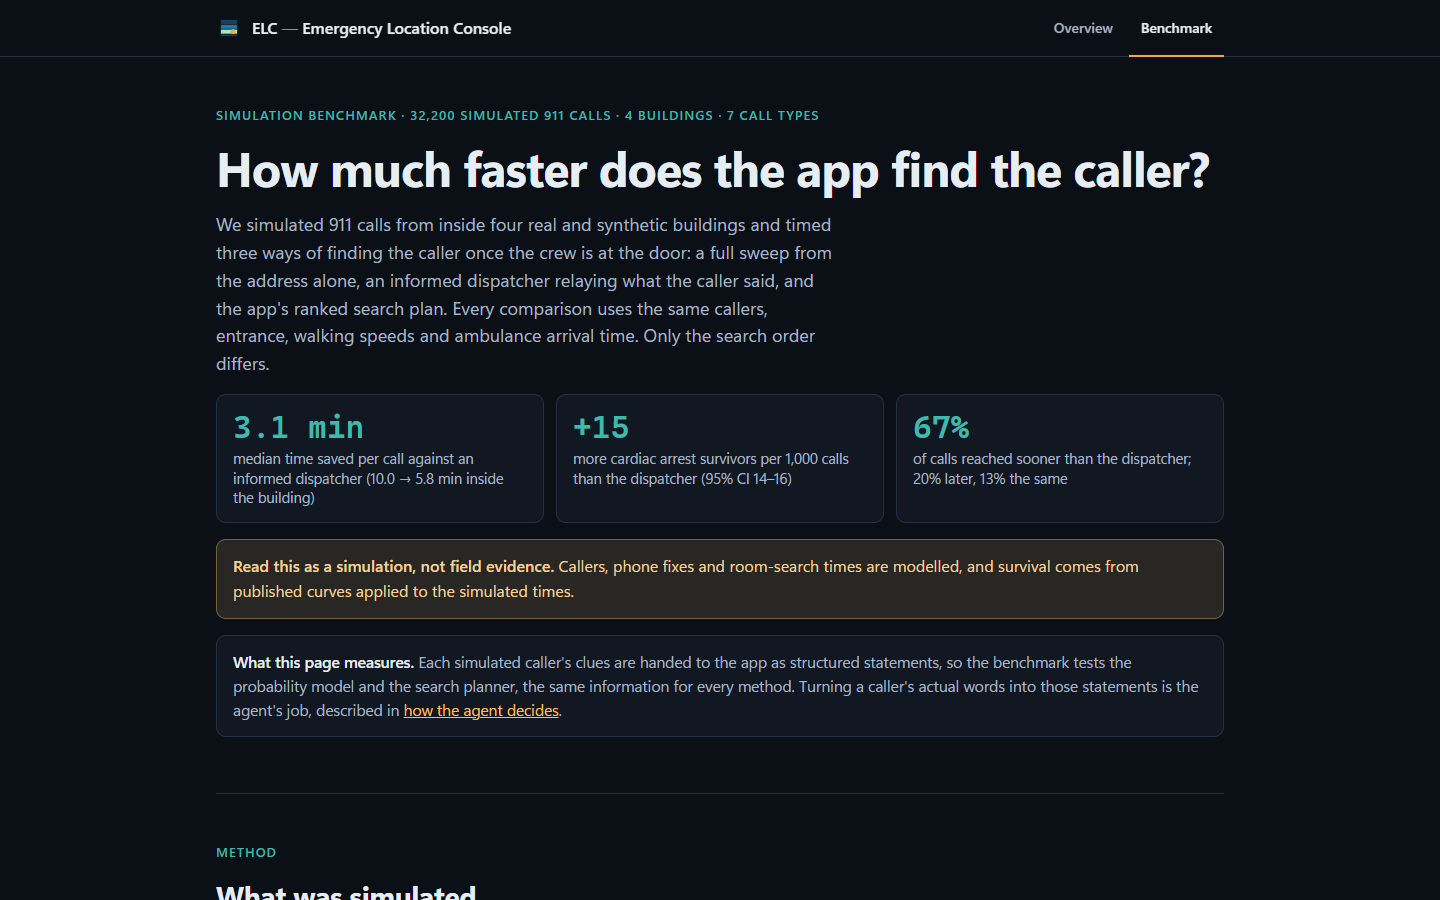 ELC — Emergency Location Console
Overview
Benchmark
SIMULATION BENCHMARK · 32,200 SIMULATED 911 CALLS · 4 BUILDINGS · 7 CALL TYPES
How much faster does the app find the caller?
We simulated 911 calls from inside four real and synthetic buildings and timed
three ways of finding the caller once the crew is at the door: a full sweep from
the address alone, an informed dispatcher relaying what the caller said, and
the app's ranked search plan. Every comparison uses the same callers,
entrance, walking speeds and ambulance arrival time. Only the search order
differs.
3.1 min
median time saved per call against an
informed dispatcher (10.0 → 5.8 min inside
the building)
+15
more cardiac arrest survivors per 1,000 calls
than the dispatcher (95% CI 14–16)
67%
of calls reached sooner than the dispatcher;
20% later, 13% the same
Read this as a simulation, not field evidence. Callers, phone fixes and room-search times are modelled, and survival comes from
published curves applied to the simulated times.
What this page measures. Each simulated caller's clues are handed to the app as structured statements, so the benchmark tests the
probability model and the search planner, the same information for every method. Turning a caller's actual words into those statements is the
agent's job, described in how the agent decides.
METHOD
What was simulated